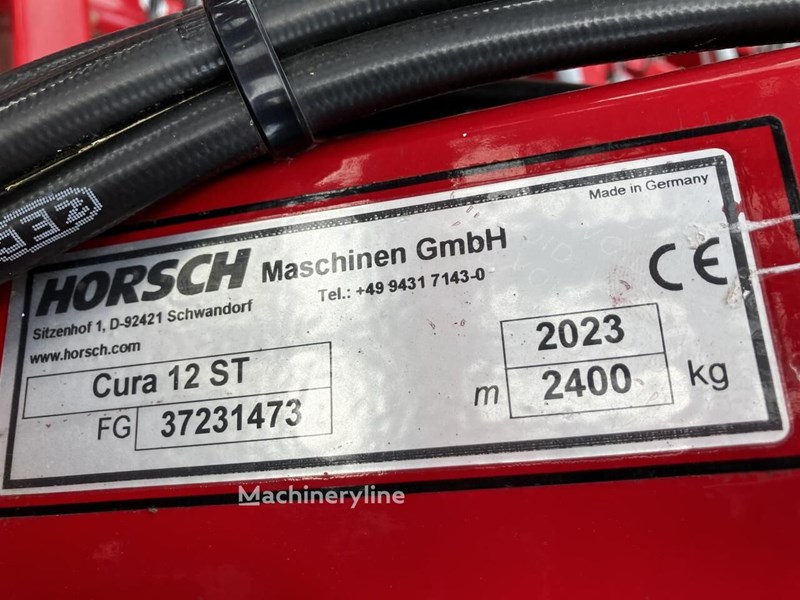 HORSCH Maschinen GmbH
Made in Germany
Sitzenhof 1, D-92421 Schwandorf
Tel.: +49 9431 7143-0
www.horsch.com
CE
Cura 12 ST
2023
FG 37231473
m 2400 kg
Machineryline